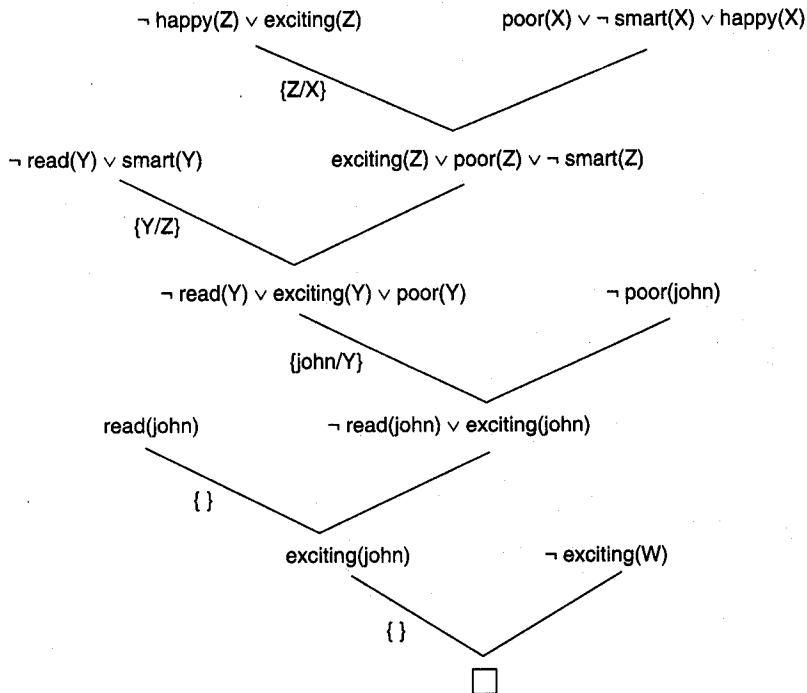 ¬ happy(Z) ∨ exciting(Z) poor(X) ∨ ¬ smart(X) ∨ happy(X)
{Z/X}
¬ read(Y) ∨ smart(Y) exciting(Z) ∨ poor(Z) ∨ ¬ smart(Z)
{Y/Z}
¬ read(Y) ∨ exciting(Y) ∨ poor(Y) ¬ poor(john)
{john/Y}
read(john) ¬ read(john) ∨ exciting(john)
{ }
exciting(john) ¬ exciting(W)
{ }